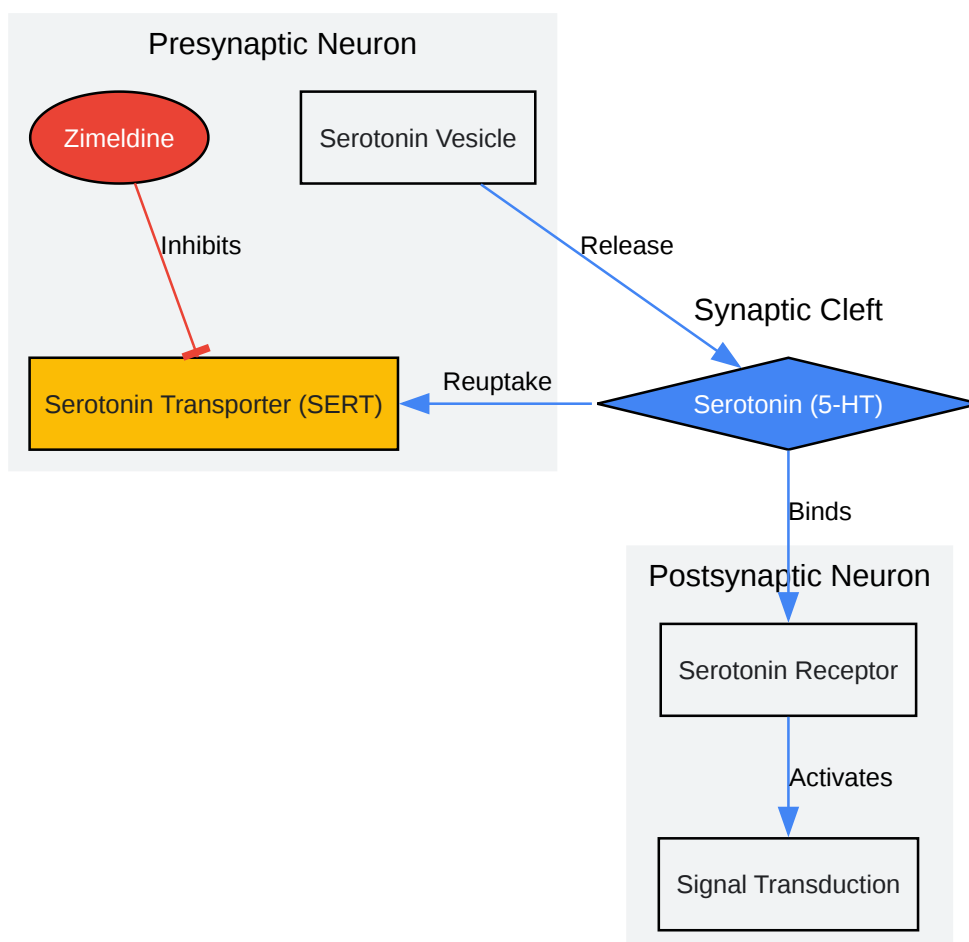 Presynaptic Neuron
Zimeldine
Serotonin Vesicle
Inhibits
Release
Synaptic Cleft
Serotonin Transporter (SERT)
Reuptake
Serotonin (5-HT)
Binds
Postsynaptic Neuron
Serotonin Receptor
Activates
Signal Transduction